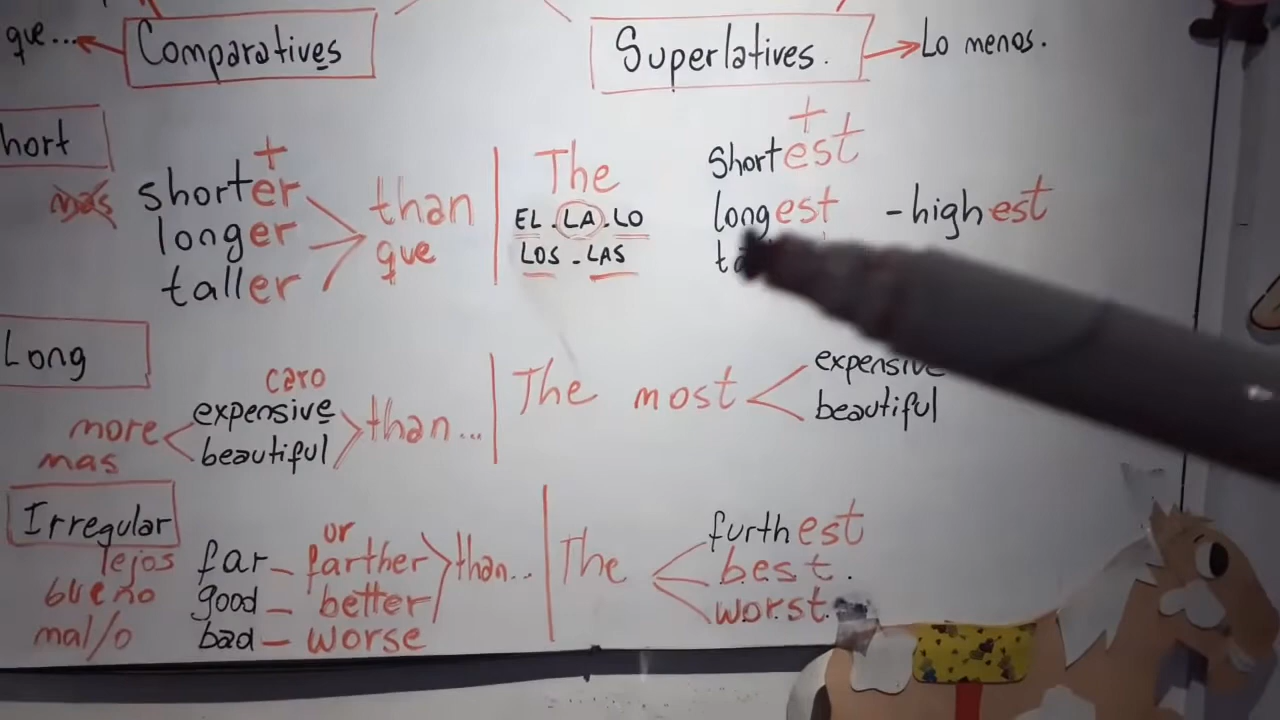 que...
Comparatives
Superlatives.
Lo menos.
hort
mas
+
shorter
longer
taller
than
que
The
EL.LA.LO
LOS-LAS
+
shortest
longest
-highest
Long
more
mas
caro
expensive
beautiful
than...
The most
expensive
beautiful
Irregular
lejos far- or farther
bueno good- better
mal/o bad- worse
than...
The
furthest
best.
worst.